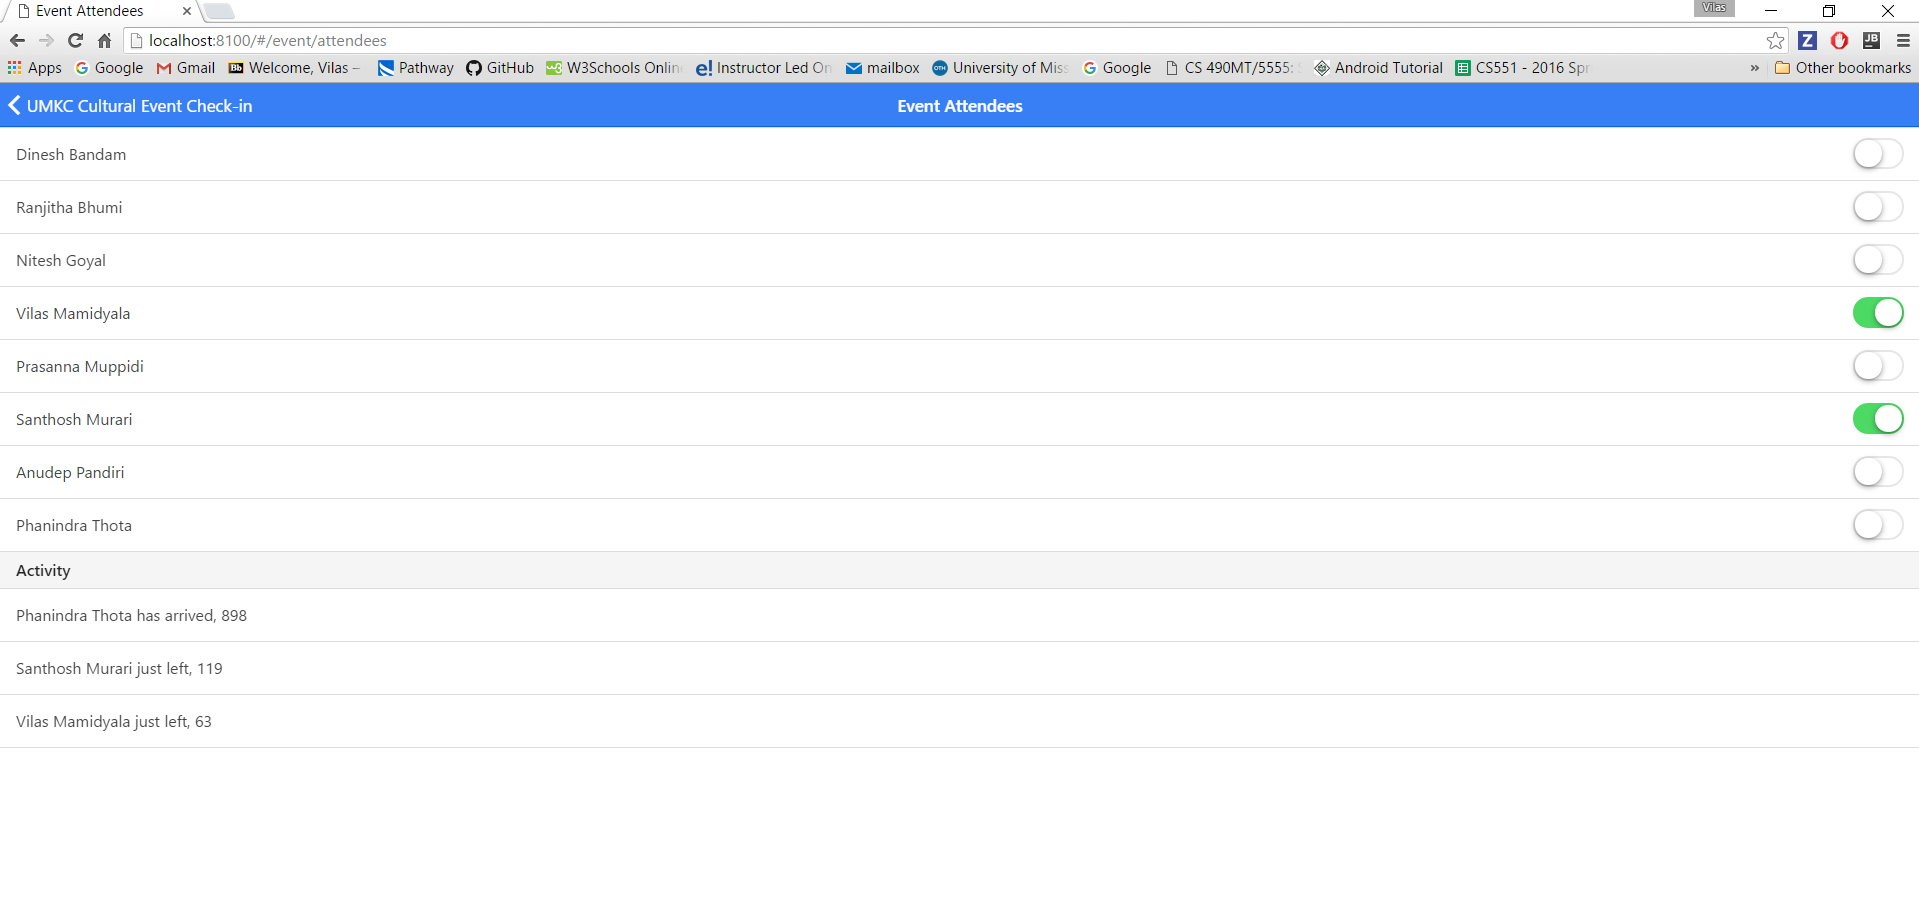 Event Attendees
Vilas
localhost:8100/#/event/attendees
Apps Google Gmail Bb Welcome, Vilas – Pathway GitHub W3Schools Onlin e! Instructor Led On mailbox OTH University of Miss Google CS 490MT/5555: Android Tutorial CS551 - 2016 Spr » Other bookmarks
Z JB
UMKC Cultural Event Check-in Event Attendees
Dinesh Bandam
Ranjitha Bhumi
Nitesh Goyal
Vilas Mamidyala
Prasanna Muppidi
Santhosh Murari
Anudep Pandiri
Phanindra Thota
Activity
Phanindra Thota has arrived, 898
Santhosh Murari just left, 119
Vilas Mamidyala just left, 63